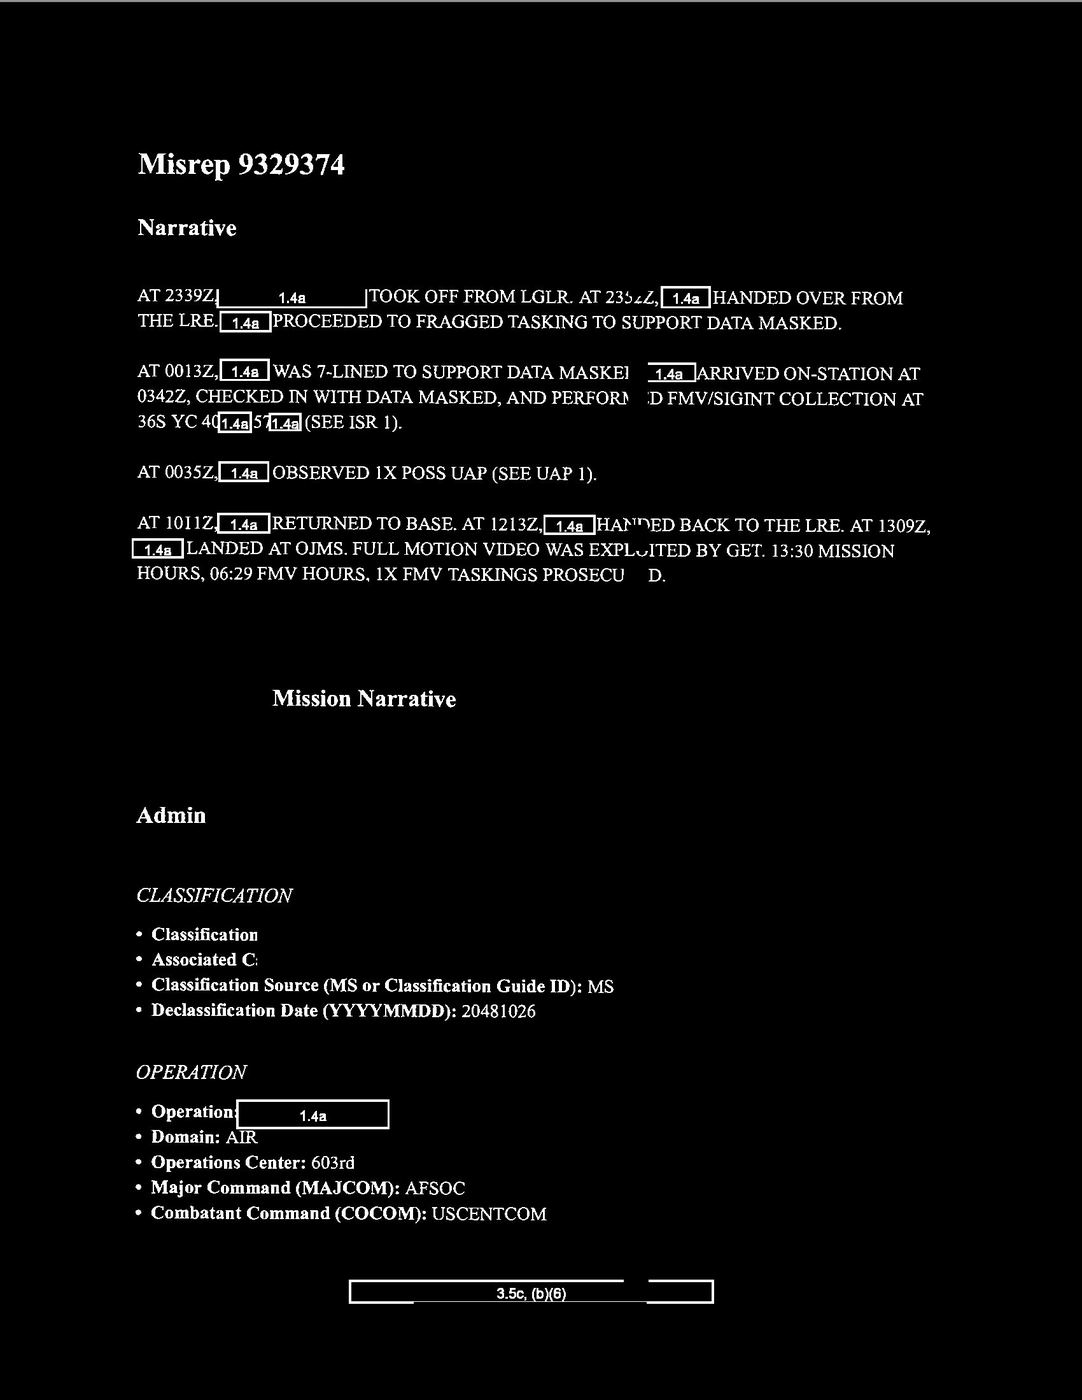 Misrep 9329374
Narrative
AT 2339Z, 1.4a TOOK OFF FROM LGLR. AT 1.4a HANDED OVER FROM
THE LRE. 1.4a PROCEEDED TO FRAGGED TASKING TO SUPPORT DATA MASKED.
AT 0013Z, 1.4a WAS 7-LINED TO SUPPORT DATA 1.4a ARRIVED ON-STATION AT
0342Z, CHECKED IN WITH DATA MASKED, AND FMV/SIGINT COLLECTION AT
36S YC 40 1.4a 57 1.4a (SEE ISR 1).
AT 0035Z, 1.4a OBSERVED 1X POSS UAP (SEE UAP 1).
AT 1011Z, 1.4a RETURNED TO BASE. AT 1213Z, 1.4a HANDED BACK TO THE LRE. AT 1309Z,
1.4a LANDED AT OJMS. FULL MOTION VIDEO WAS EXPLOITED BY GET. 13:30 MISSION
HOURS, 06:29 FMV HOURS, 1X FMV TASKINGS
Mission Narrative
Admin
CLASSIFICATION
• Classification
• Associated
• Classification Source (MS or Classification Guide ID): MS
• Declassification Date (YYYYMMDD): 20481026
OPERATION
• Operation: 1.4a
• Domain: AIR
• Operations Center: 603rd
• Major Command (MAJCOM): AFSOC
• Combatant Command (COCOM): USCENTCOM
3.5c, (b)(6)